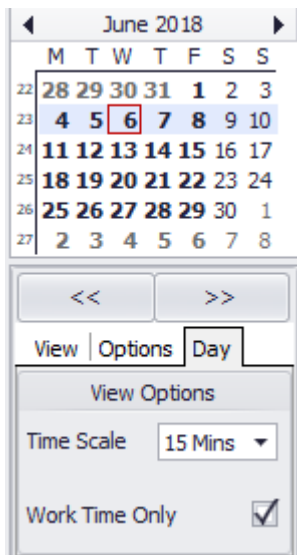 June 2018
M T W T F S S
22 28 29 30 31 1 2 3
23 4 5 6 7 8 9 10
24 11 12 13 14 15 16 17
25 18 19 20 21 22 23 24
26 25 26 27 28 29 30 1
27 2 3 4 5 6 7 8
<< >>
View Options Day
View Options
Time Scale 15 Mins
Work Time Only